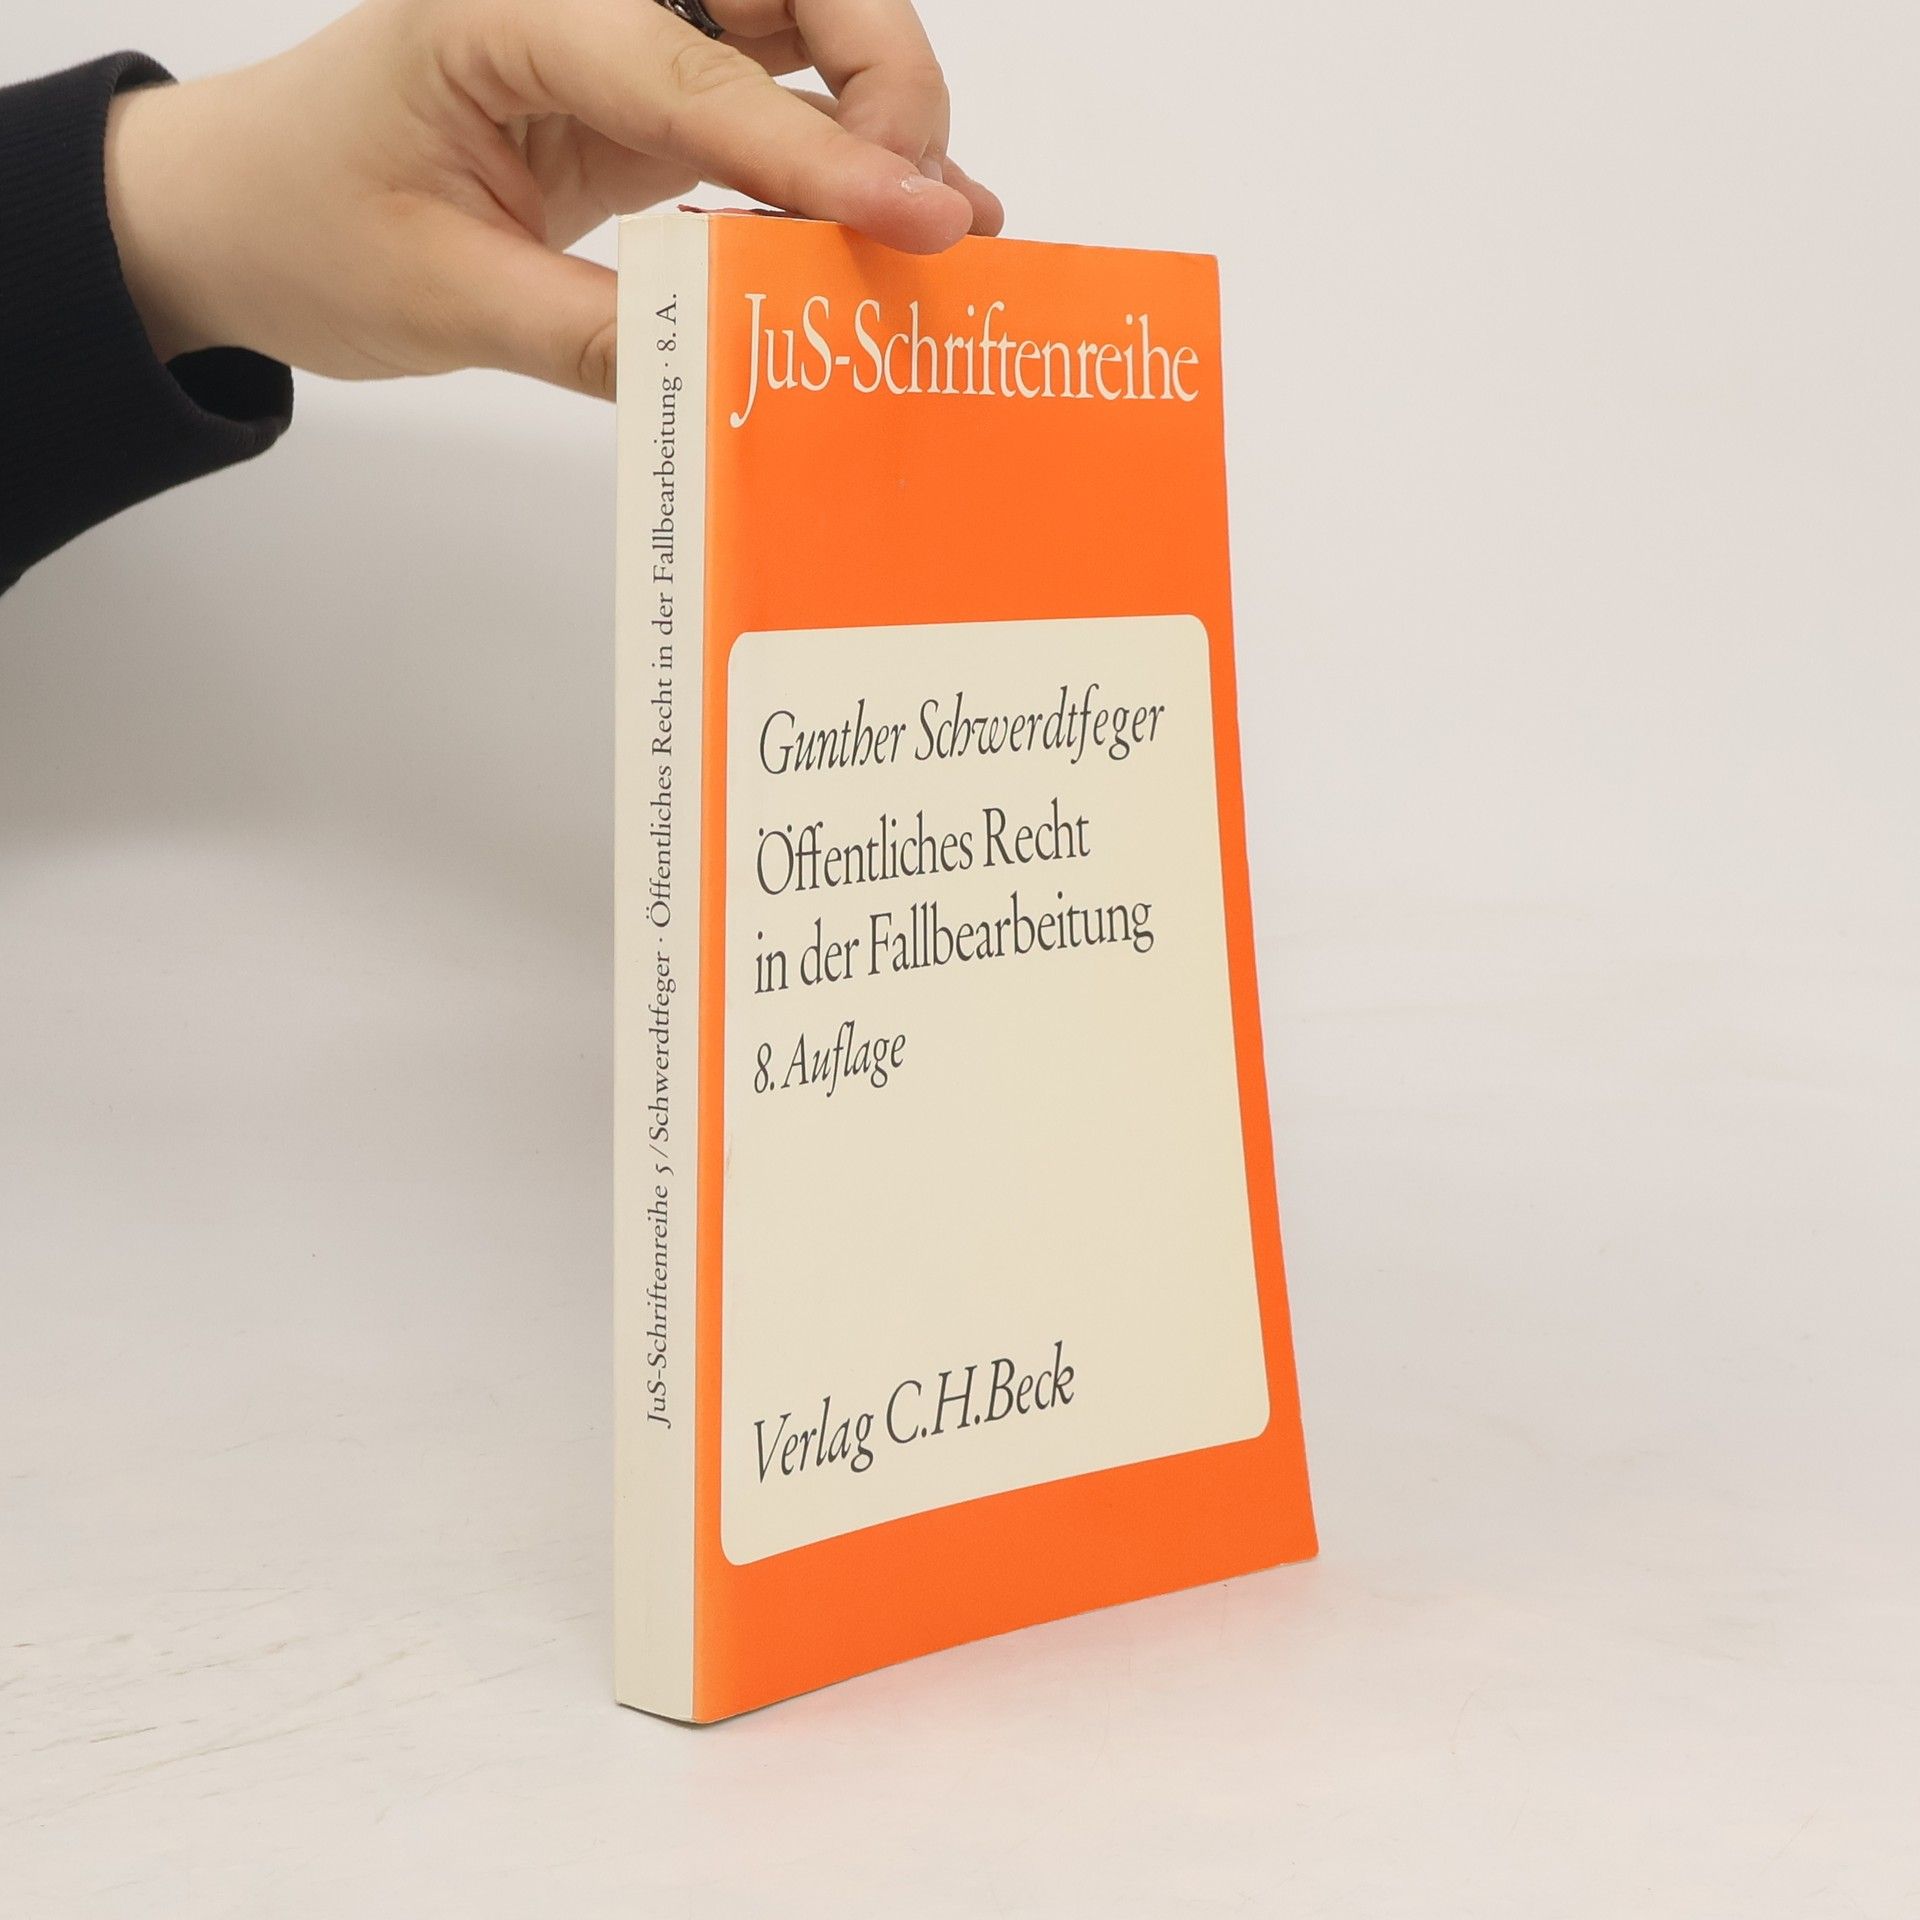 JuS-Schriftenreihe 5 / Schwerdtfeger · Öffentliches Recht in der Fallbearbeitung · 8. A.
JuS-Schriftenreihe
Gunther Schwerdtfeger
Öffentliches Recht
in der Fallbearbeitung
8. Auflage
Verlag C.H.Beck